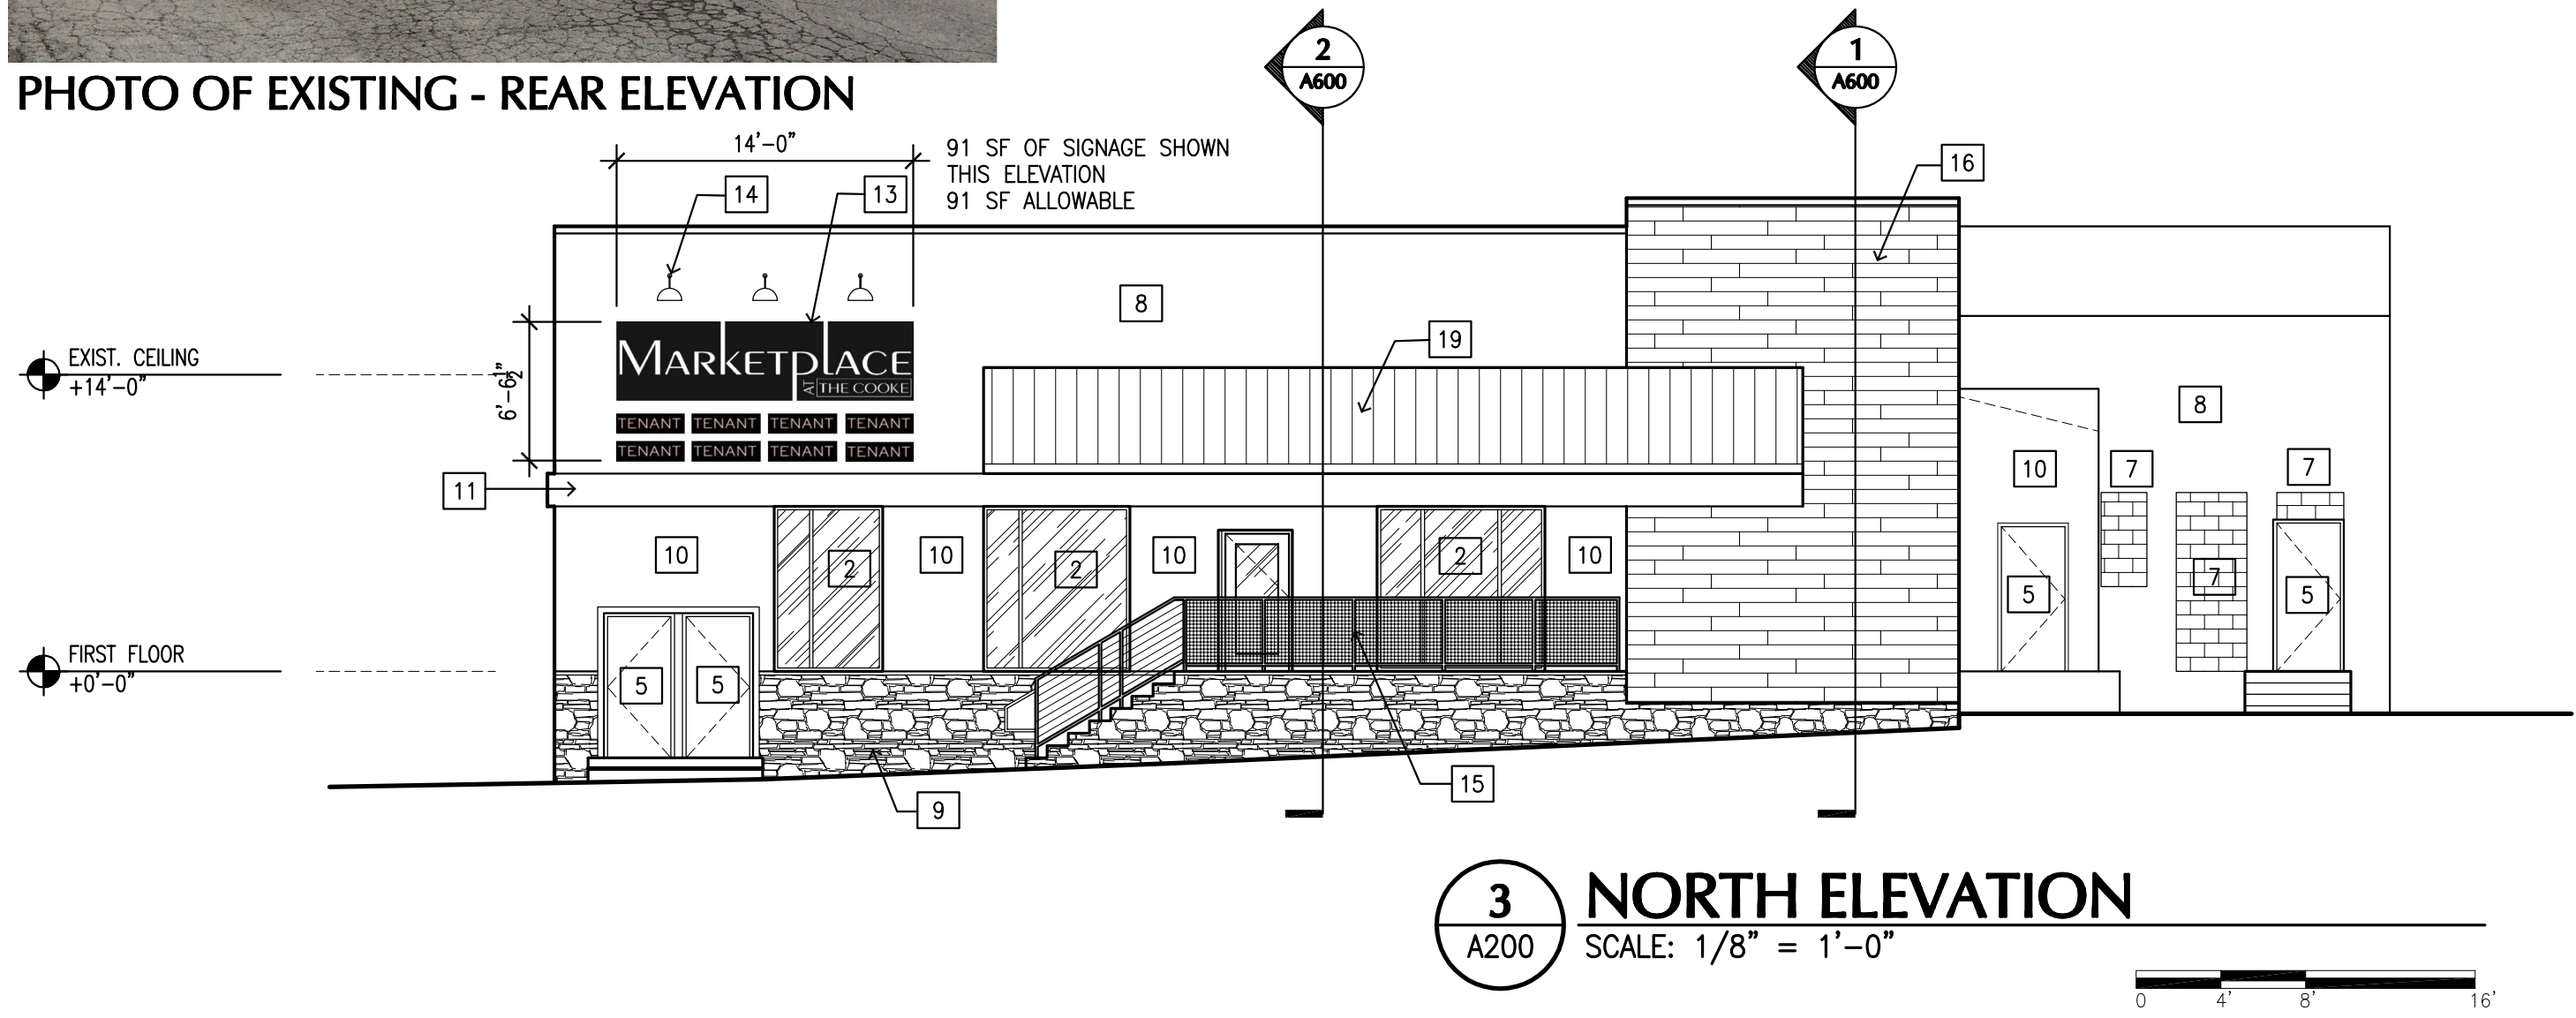 PHOTO OF EXISTING - REAR ELEVATION
2
A600
1
A600
14'-0"
91 SF OF SIGNAGE SHOWN
THIS ELEVATION
91 SF ALLOWABLE
14
13
16
8
19
EXIST. CEILING
+14'-0"
6'-6 1/2"
MARKETPLACE
AT THE COOKE
TENANT TENANT TENANT TENANT
TENANT TENANT TENANT TENANT
8
11
10
7
7
10
2
10
2
10
2
10
7
5
5
FIRST FLOOR
+0'-0"
5
5
15
9
3
A200
NORTH ELEVATION
SCALE: 1/8" = 1'-0"
0 4' 8' 16'